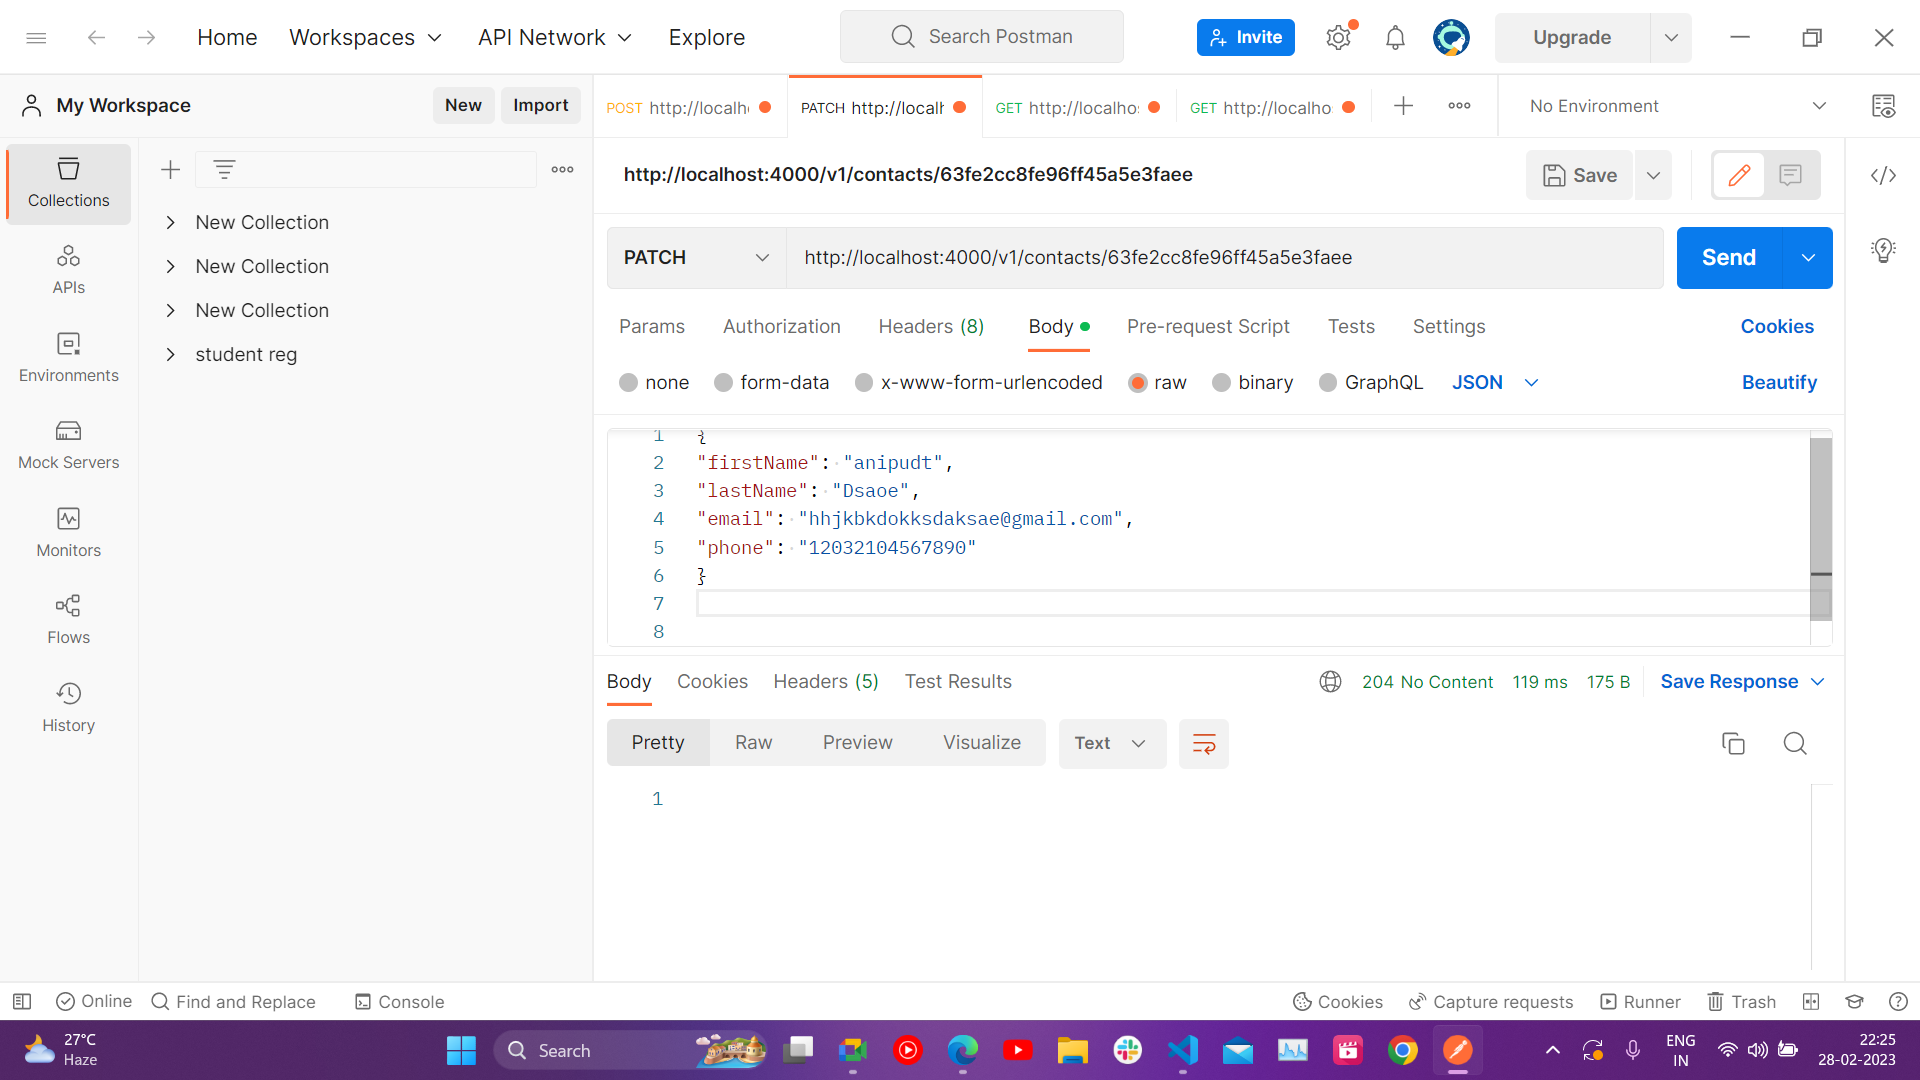 Home
Workspaces
API Network
Explore
Search Postman
Invite
Upgrade
My Workspace
New
Import
POST http://localh
PATCH http://local
GET http://localho
GET http://localho
No Environment
Collections
APIs
Environments
Mock Servers
Monitors
Flows
History
New Collection
New Collection
New Collection
student reg
http://localhost:4000/v1/contacts/63fe2cc8fe96ff45a5e3faee
Save
PATCH
http://localhost:4000/v1/contacts/63fe2cc8fe96ff45a5e3faee
Send
Params
Authorization
Headers (8)
Body
Pre-request Script
Tests
Settings
Cookies
none
form-data
x-www-form-urlencoded
raw
binary
GraphQL
JSON
Beautify
1 {
2 "firstName": "anipudt",
3 "lastName": "Dsaoe",
4 "email": "hhjkbkdokksdaksae@gmail.com",
5 "phone": "12032104567890"
6 }
7
8
Body
Cookies
Headers (5)
Test Results
204 No Content
119 ms
175 B
Save Response
Pretty
Raw
Preview
Visualize
Text
1
Online
Find and Replace
Console
Cookies
Capture requests
Runner
Trash
27°C
Haze
Search
ENG
IN
22:25
28-02-2023